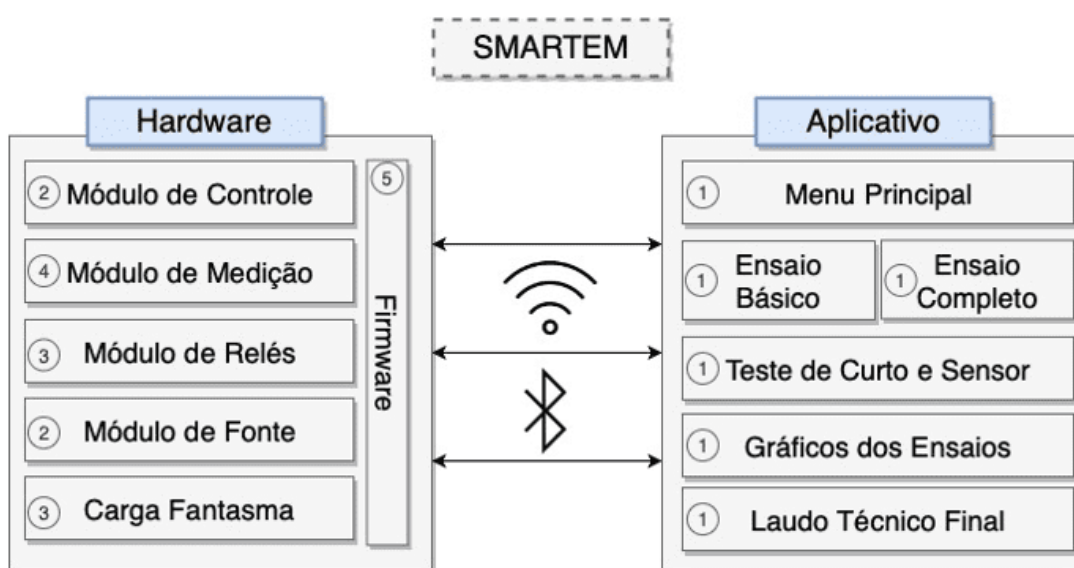 SMARTEM
Hardware
2 Módulo de Controle
4 Módulo de Medição
3 Módulo de Relés
2 Módulo de Fonte
3 Carga Fantasma
5
Firmware
Aplicativo
1 Menu Principal
1 Ensaio
Básico
1 Ensaio
Completo
1 Teste de Curto e Sensor
1 Gráficos dos Ensaios
1 Laudo Técnico Final